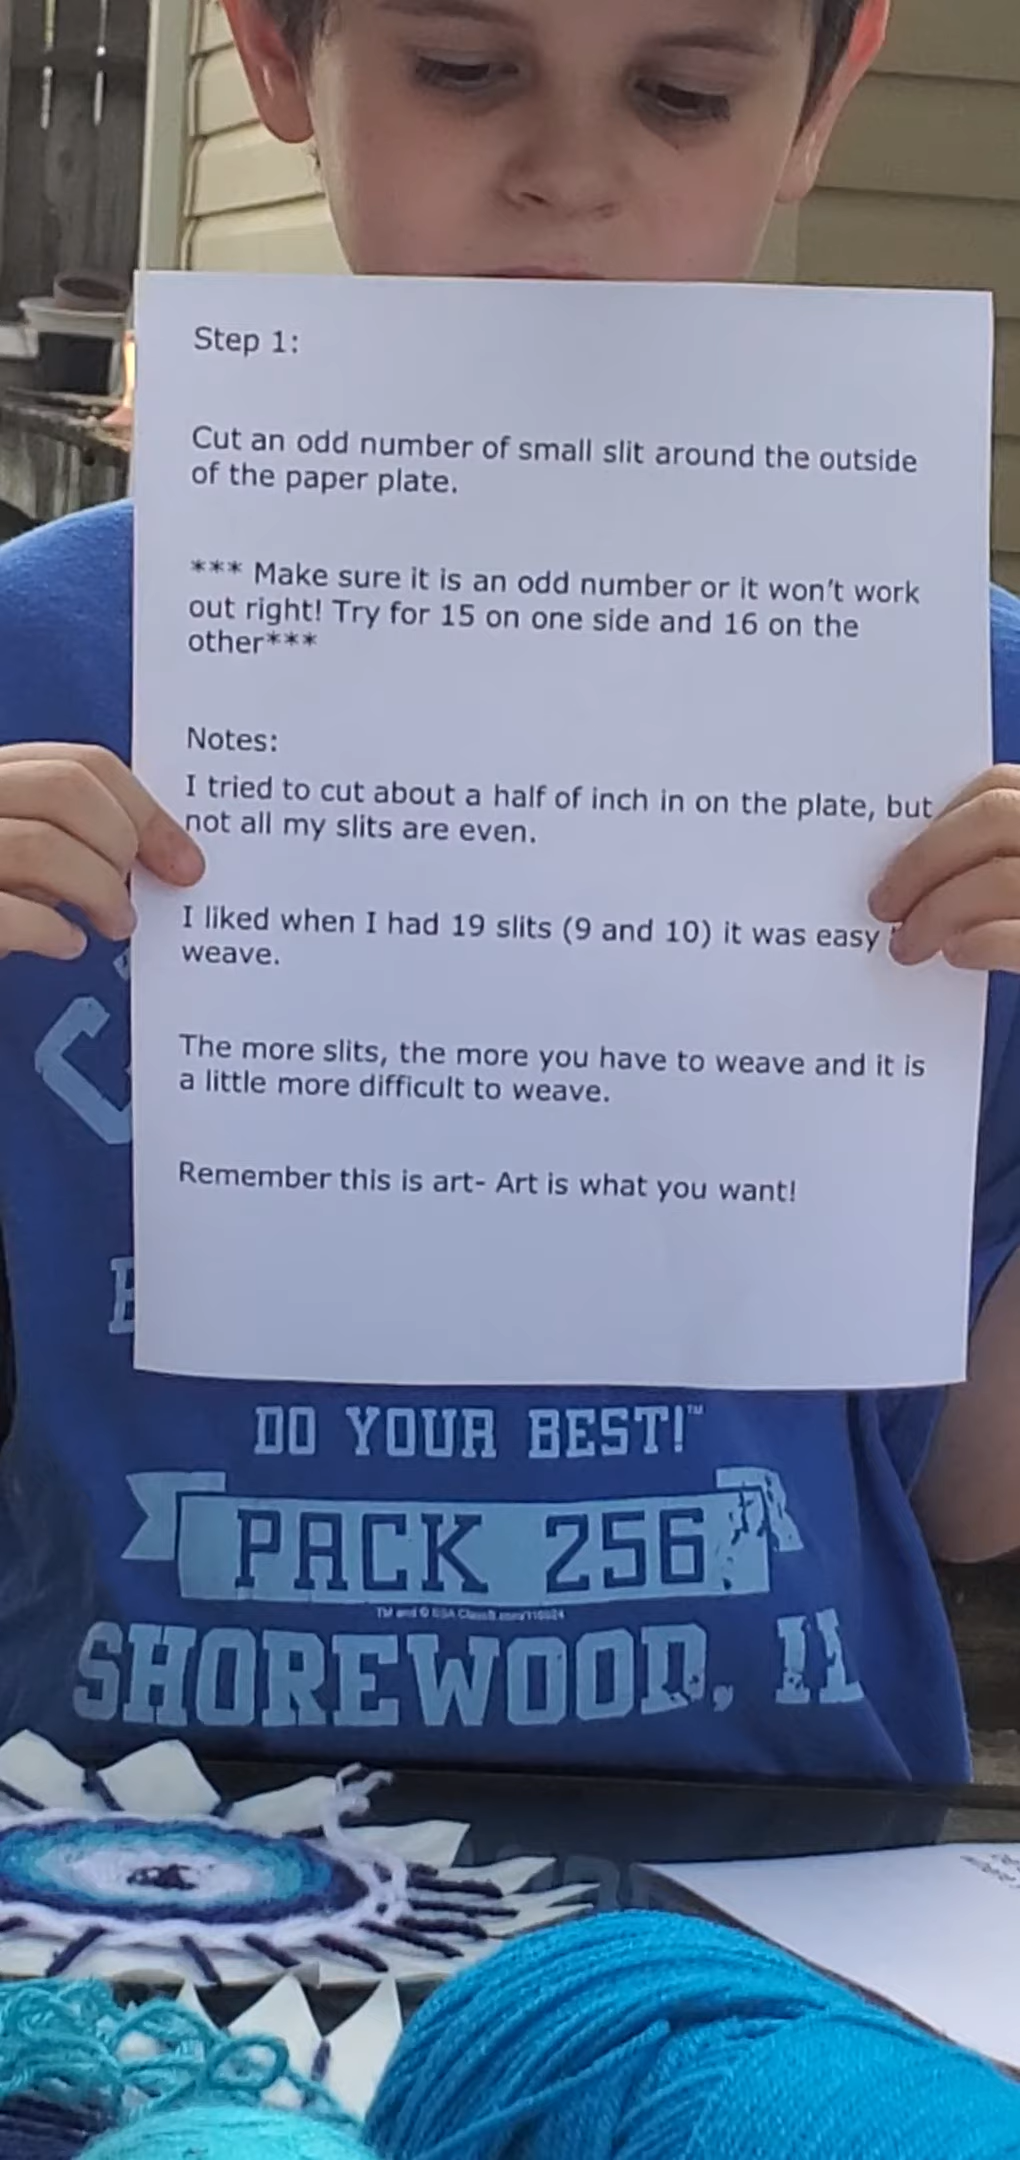 Step 1:
Cut an odd number of small slit around the outside
of the paper plate.
*** Make sure it is an odd number or it won't work
out right! Try for 15 on one side and 16 on the
other***
Notes:
I tried to cut about a half of inch in on the plate, but
not all my slits are even.
I liked when I had 19 slits (9 and 10) it was easy
weave.
The more slits, the more you have to weave and it is
a little more difficult to weave.
Remember this is art- Art is what you want!
DO YOUR BEST!™
PACK 256
TM and © BSA
SHOREWOOD, IL